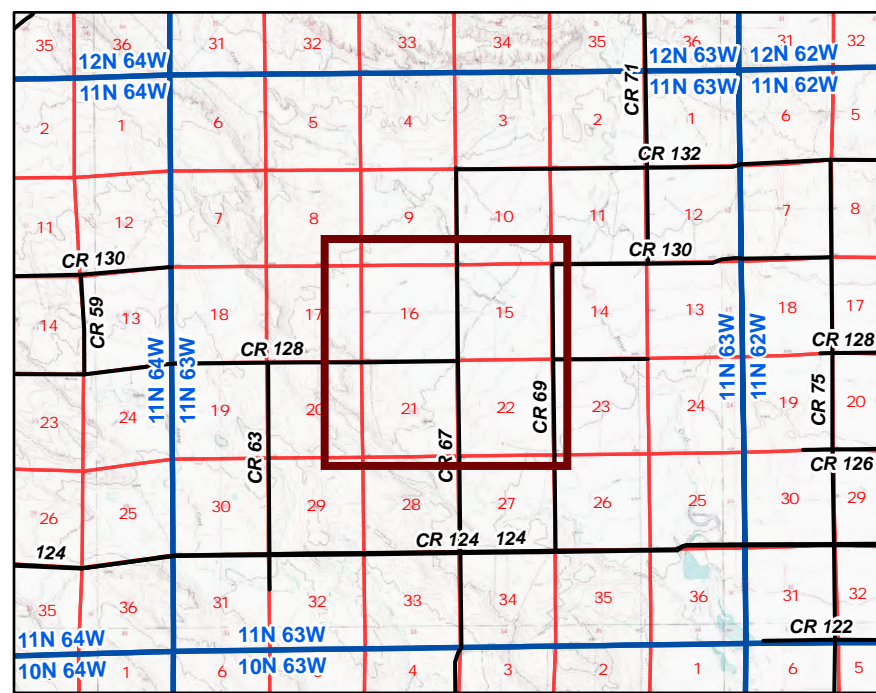 35 36 31 32 33 34 35 36 31 32
12N 64W 12N 63W 12N 62W
11N 64W 11N 63W 11N 62W
CR 71
2 1 6 5 4 3 2 1 6 5
CR 132
11 12 7 8 9 10 11 12 7 8
CR 130 CR 130
CR 59
14 13 18 17 16 15 14 13 18 17
CR 128 CR 128
11N 64W 11N 63W 11N 63W 11N 62W
23 24 19 20 21 22 23 24 19 20
CR 63 CR 67 CR 69 CR 75
CR 126
26 25 30 29 28 27 26 25 30 29
124 CR 124 124
35 36 31 32 33 34 35 36 31 32
CR 122
11N 64W 11N 63W
10N 64W 10N 63W
1 6 4 3 2 1 6 5